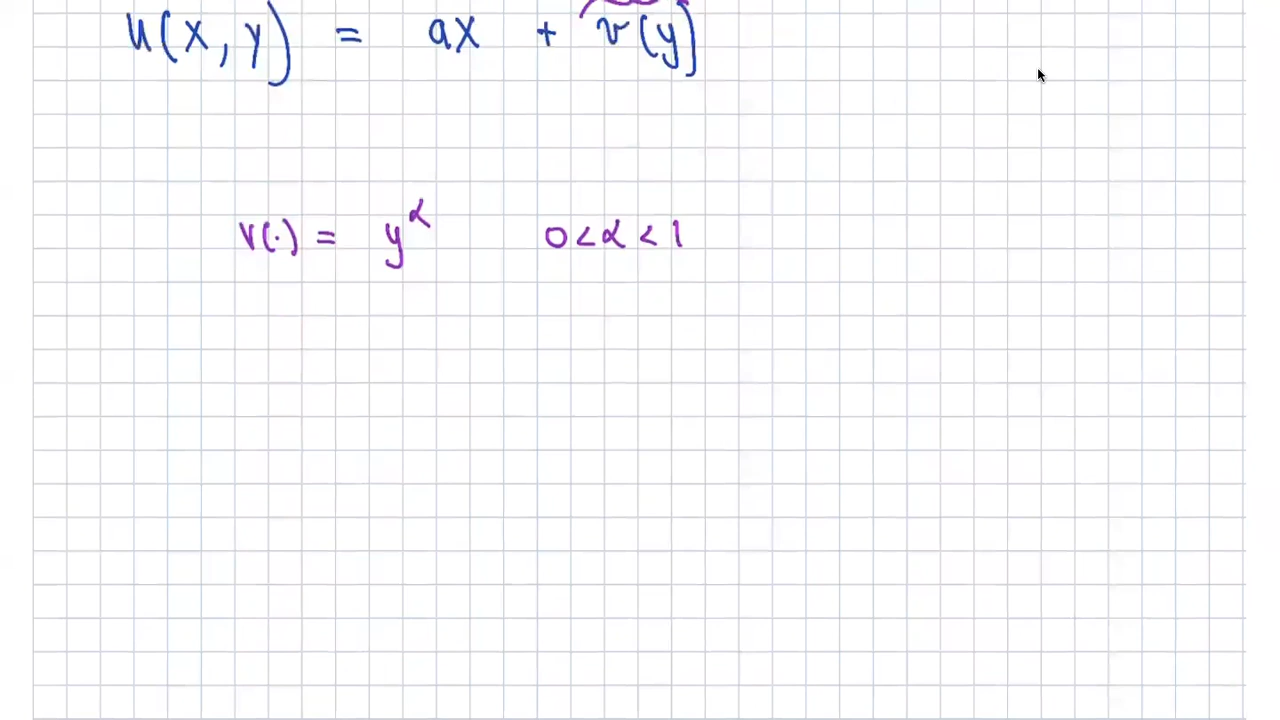 u(x, y) = ax + v(y)
v(·) = y^α 0 < α < 1